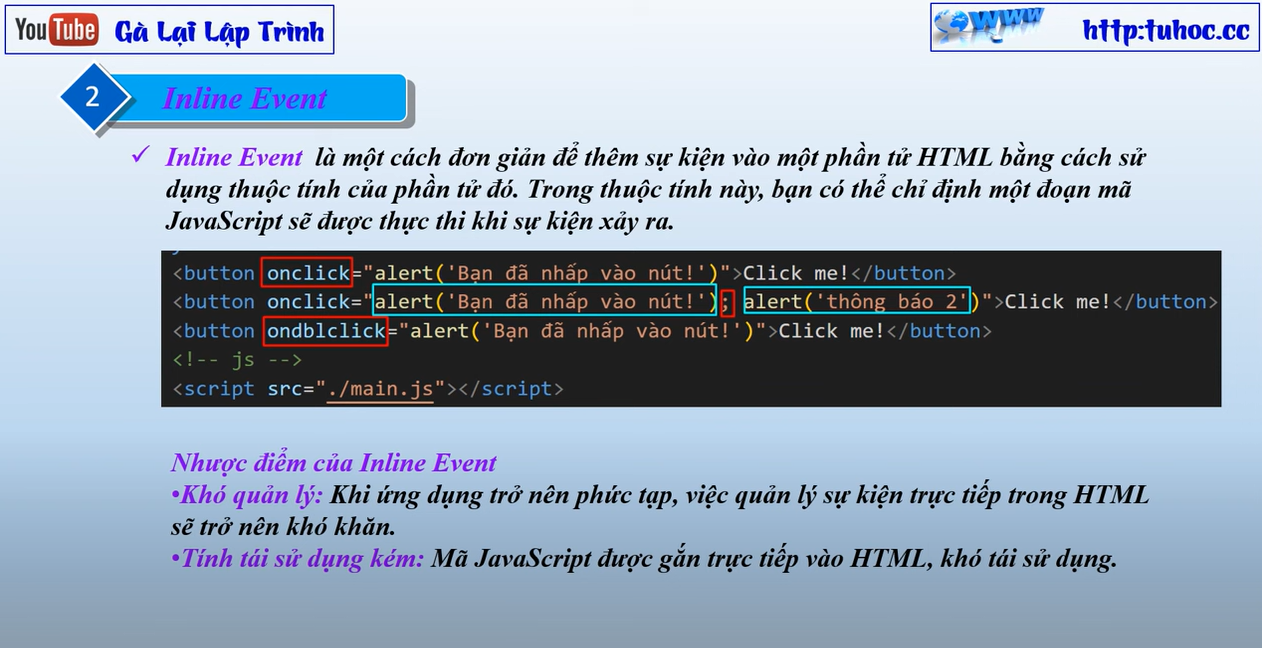 YouTube Gà Lại Lập Trình
WWW http:tuhoc.cc
2 Inline Event
✓ Inline Event là một cách đơn giản để thêm sự kiện vào một phần tử HTML bằng cách sử
dụng thuộc tính của phần tử đó. Trong thuộc tính này, bạn có thể chỉ định một đoạn mã
JavaScript sẽ được thực thi khi sự kiện xảy ra.
<button onclick="alert('Bạn đã nhấp vào nút!')">Click me!</button>
<button onclick="alert('Bạn đã nhấp vào nút!'); alert('thông báo 2')">Click me!</button>
<button ondblclick="alert('Bạn đã nhấp vào nút!')">Click me!</button>
<!-- js -->
<script src="./main.js"></script>
Nhược điểm của Inline Event
•Khó quản lý: Khi ứng dụng trở nên phức tạp, việc quản lý sự kiện trực tiếp trong HTML
sẽ trở nên khó khăn.
•Tính tái sử dụng kém: Mã JavaScript được gắn trực tiếp vào HTML, khó tái sử dụng.